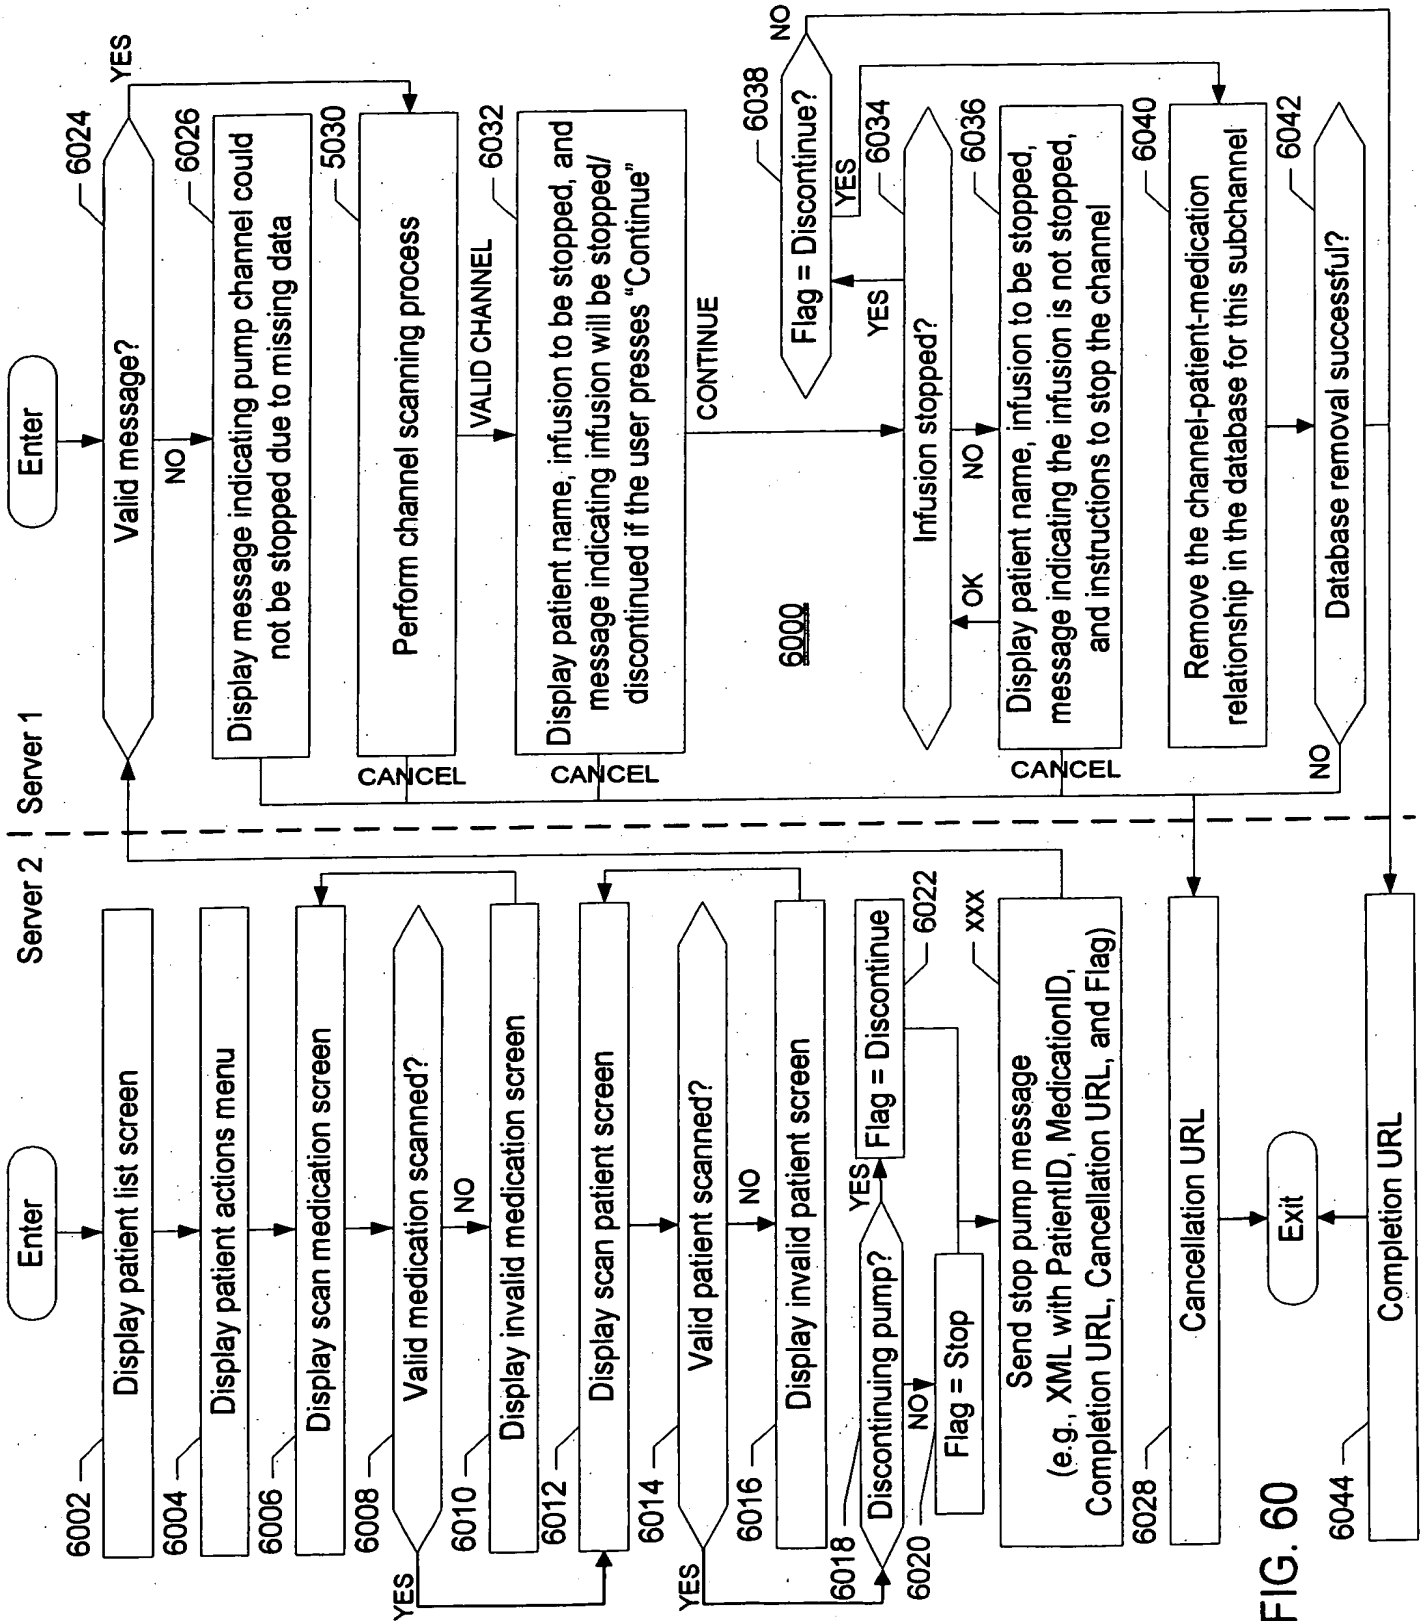 Server 2
Server 1
Enter
6002
Display patient list screen
6004
Display patient actions menu
6006
Display scan medication screen
6008
Valid medication scanned?
YES
NO
6010
Display invalid medication screen
6012
Display scan patient screen
6014
Valid patient scanned?
YES
NO
6016
Display invalid patient screen
6018
Discontinuing pump?
YES
Flag = Discontinue
6022
NO
6020
Flag = Stop
XXX
Send stop pump message
(e.g., XML with PatientID, MedicationID,
Completion URL, Cancellation URL, and Flag)
6028
Cancellation URL
Exit
6044
Completion URL
Enter
6024
Valid message?
YES
NO
6026
Display message indicating pump channel could
not be stopped due to missing data
5030
Perform channel scanning process
CANCEL
VALID CHANNEL
6032
Display patient name, infusion to be stopped, and
message indicating infusion will be stopped/
discontinued if the user presses "Continue"
CANCEL
CONTINUE
6000
6038
Flag = Discontinue?
NO
YES
YES
6034
Infusion stopped?
NO
OK
6036
Display patient name, infusion to be stopped,
message indicating the infusion is not stopped,
and instructions to stop the channel
CANCEL
6040
Remove the channel-patient-medication
relationship in the database for this subchannel
6042
Database removal successful?
NO
FIG. 60